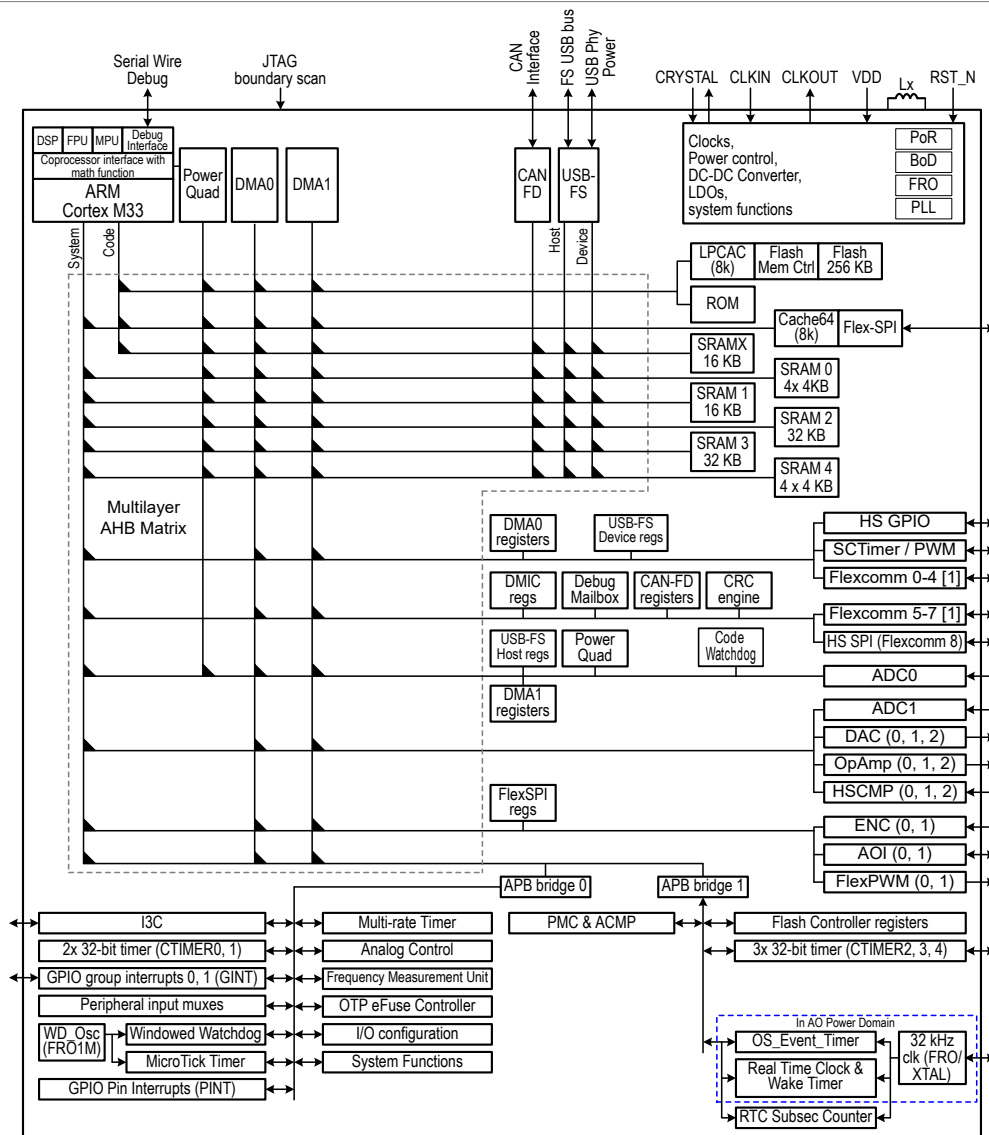 Serial Wire
Debug
JTAG
boundary scan
CAN
Interface
FS USB bus
USB Phy
Power
CRYSTAL
CLKIN
CLKOUT
VDD
Lx
RST_N
DSP
FPU
MPU
Debug
Interface
Coprocessor interface with
math function
ARM
Cortex M33
Power
Quad
DMA0
DMA1
CAN
FD
USB-
FS
Clocks,
Power control,
DC-DC Converter,
LDOs,
system functions
PoR
BoD
FRO
PLL
System
Code
Host
Device
LPCAC
(8k)
Flash
Mem Ctrl
Flash
256 KB
ROM
Cache64
(8k)
Flex-SPI
SRAMX
16 KB
SRAM 0
4x 4KB
SRAM 1
16 KB
SRAM 2
32 KB
SRAM 3
32 KB
SRAM 4
4 x 4 KB
Multilayer
AHB Matrix
DMA0
registers
USB-FS
Device regs
HS GPIO
SCTimer / PWM
Flexcomm 0-4 [1]
DMIC
regs
Debug
Mailbox
CAN-FD
registers
CRC
engine
Flexcomm 5-7 [1]
HS SPI (Flexcomm 8)
USB-FS
Host regs
Power
Quad
Code
Watchdog
ADC0
DMA1
registers
ADC1
DAC (0, 1, 2)
OpAmp (0, 1, 2)
HSCMP (0, 1, 2)
FlexSPI
regs
ENC (0, 1)
AOI (0, 1)
FlexPWM (0, 1)
APB bridge 0
APB bridge 1
I3C
Multi-rate Timer
PMC & ACMP
Flash Controller registers
2x 32-bit timer (CTIMER0, 1)
Analog Control
3x 32-bit timer (CTIMER2, 3, 4)
GPIO group interrupts 0, 1 (GINT)
Frequency Measurement Unit
Peripheral input muxes
OTP eFuse Controller
WD_Osc
(FRO1M)
Windowed Watchdog
I/O configuration
MicroTick Timer
System Functions
GPIO Pin Interrupts (PINT)
In AO Power Domain
OS_Event_Timer
Real Time Clock &
Wake Timer
32 kHz
clk (FRO/
XTAL)
RTC Subsec Counter